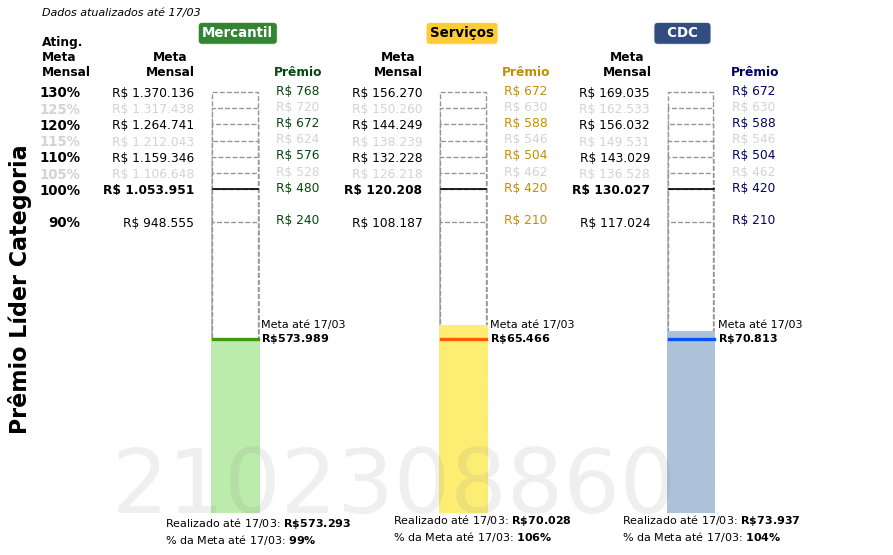 Dados atualizados até 17/03
Mercantil Serviços CDC
Ating. Meta Mensal Meta Mensal Prêmio Meta Mensal Prêmio Meta Mensal Prêmio
130% R$ 1.370.136 R$ 768 R$ 156.270 R$ 672 R$ 169.035 R$ 672
125% R$ 1.317.438 R$ 720 R$ 150.260 R$ 630 R$ 162.533 R$ 630
120% R$ 1.264.741 R$ 672 R$ 144.249 R$ 588 R$ 156.032 R$ 588
115% R$ 1.212.043 R$ 624 R$ 138.239 R$ 546 R$ 149.531 R$ 546
110% R$ 1.159.346 R$ 576 R$ 132.228 R$ 504 R$ 143.029 R$ 504
105% R$ 1.106.648 R$ 528 R$ 126.218 R$ 462 R$ 136.528 R$ 462
100% R$ 1.053.951 R$ 480 R$ 120.208 R$ 420 R$ 130.027 R$ 420
90% R$ 948.555 R$ 240 R$ 108.187 R$ 210 R$ 117.024 R$ 210
Prêmio Líder Categoria
Meta até 17/03 Meta até 17/03 Meta até 17/03
R$573.989 R$65.466 R$70.813
2102308860
Realizado até 17/03: R$573.293 Realizado até 17/03: R$70.028 Realizado até 17/03: R$73.937
% da Meta até 17/03: 99% % da Meta até 17/03: 106% % da Meta até 17/03: 104%